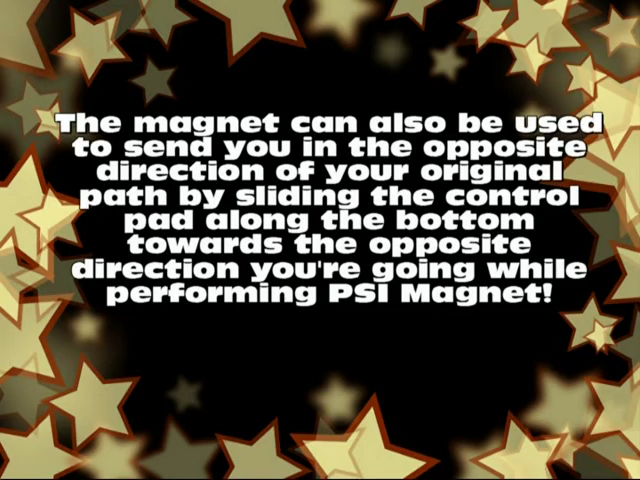 The magnet can also be used
to send you in the opposite
direction of your original
path by sliding the control
pad along the bottom
towards the opposite
direction you're going while
performing PSI Magnet!